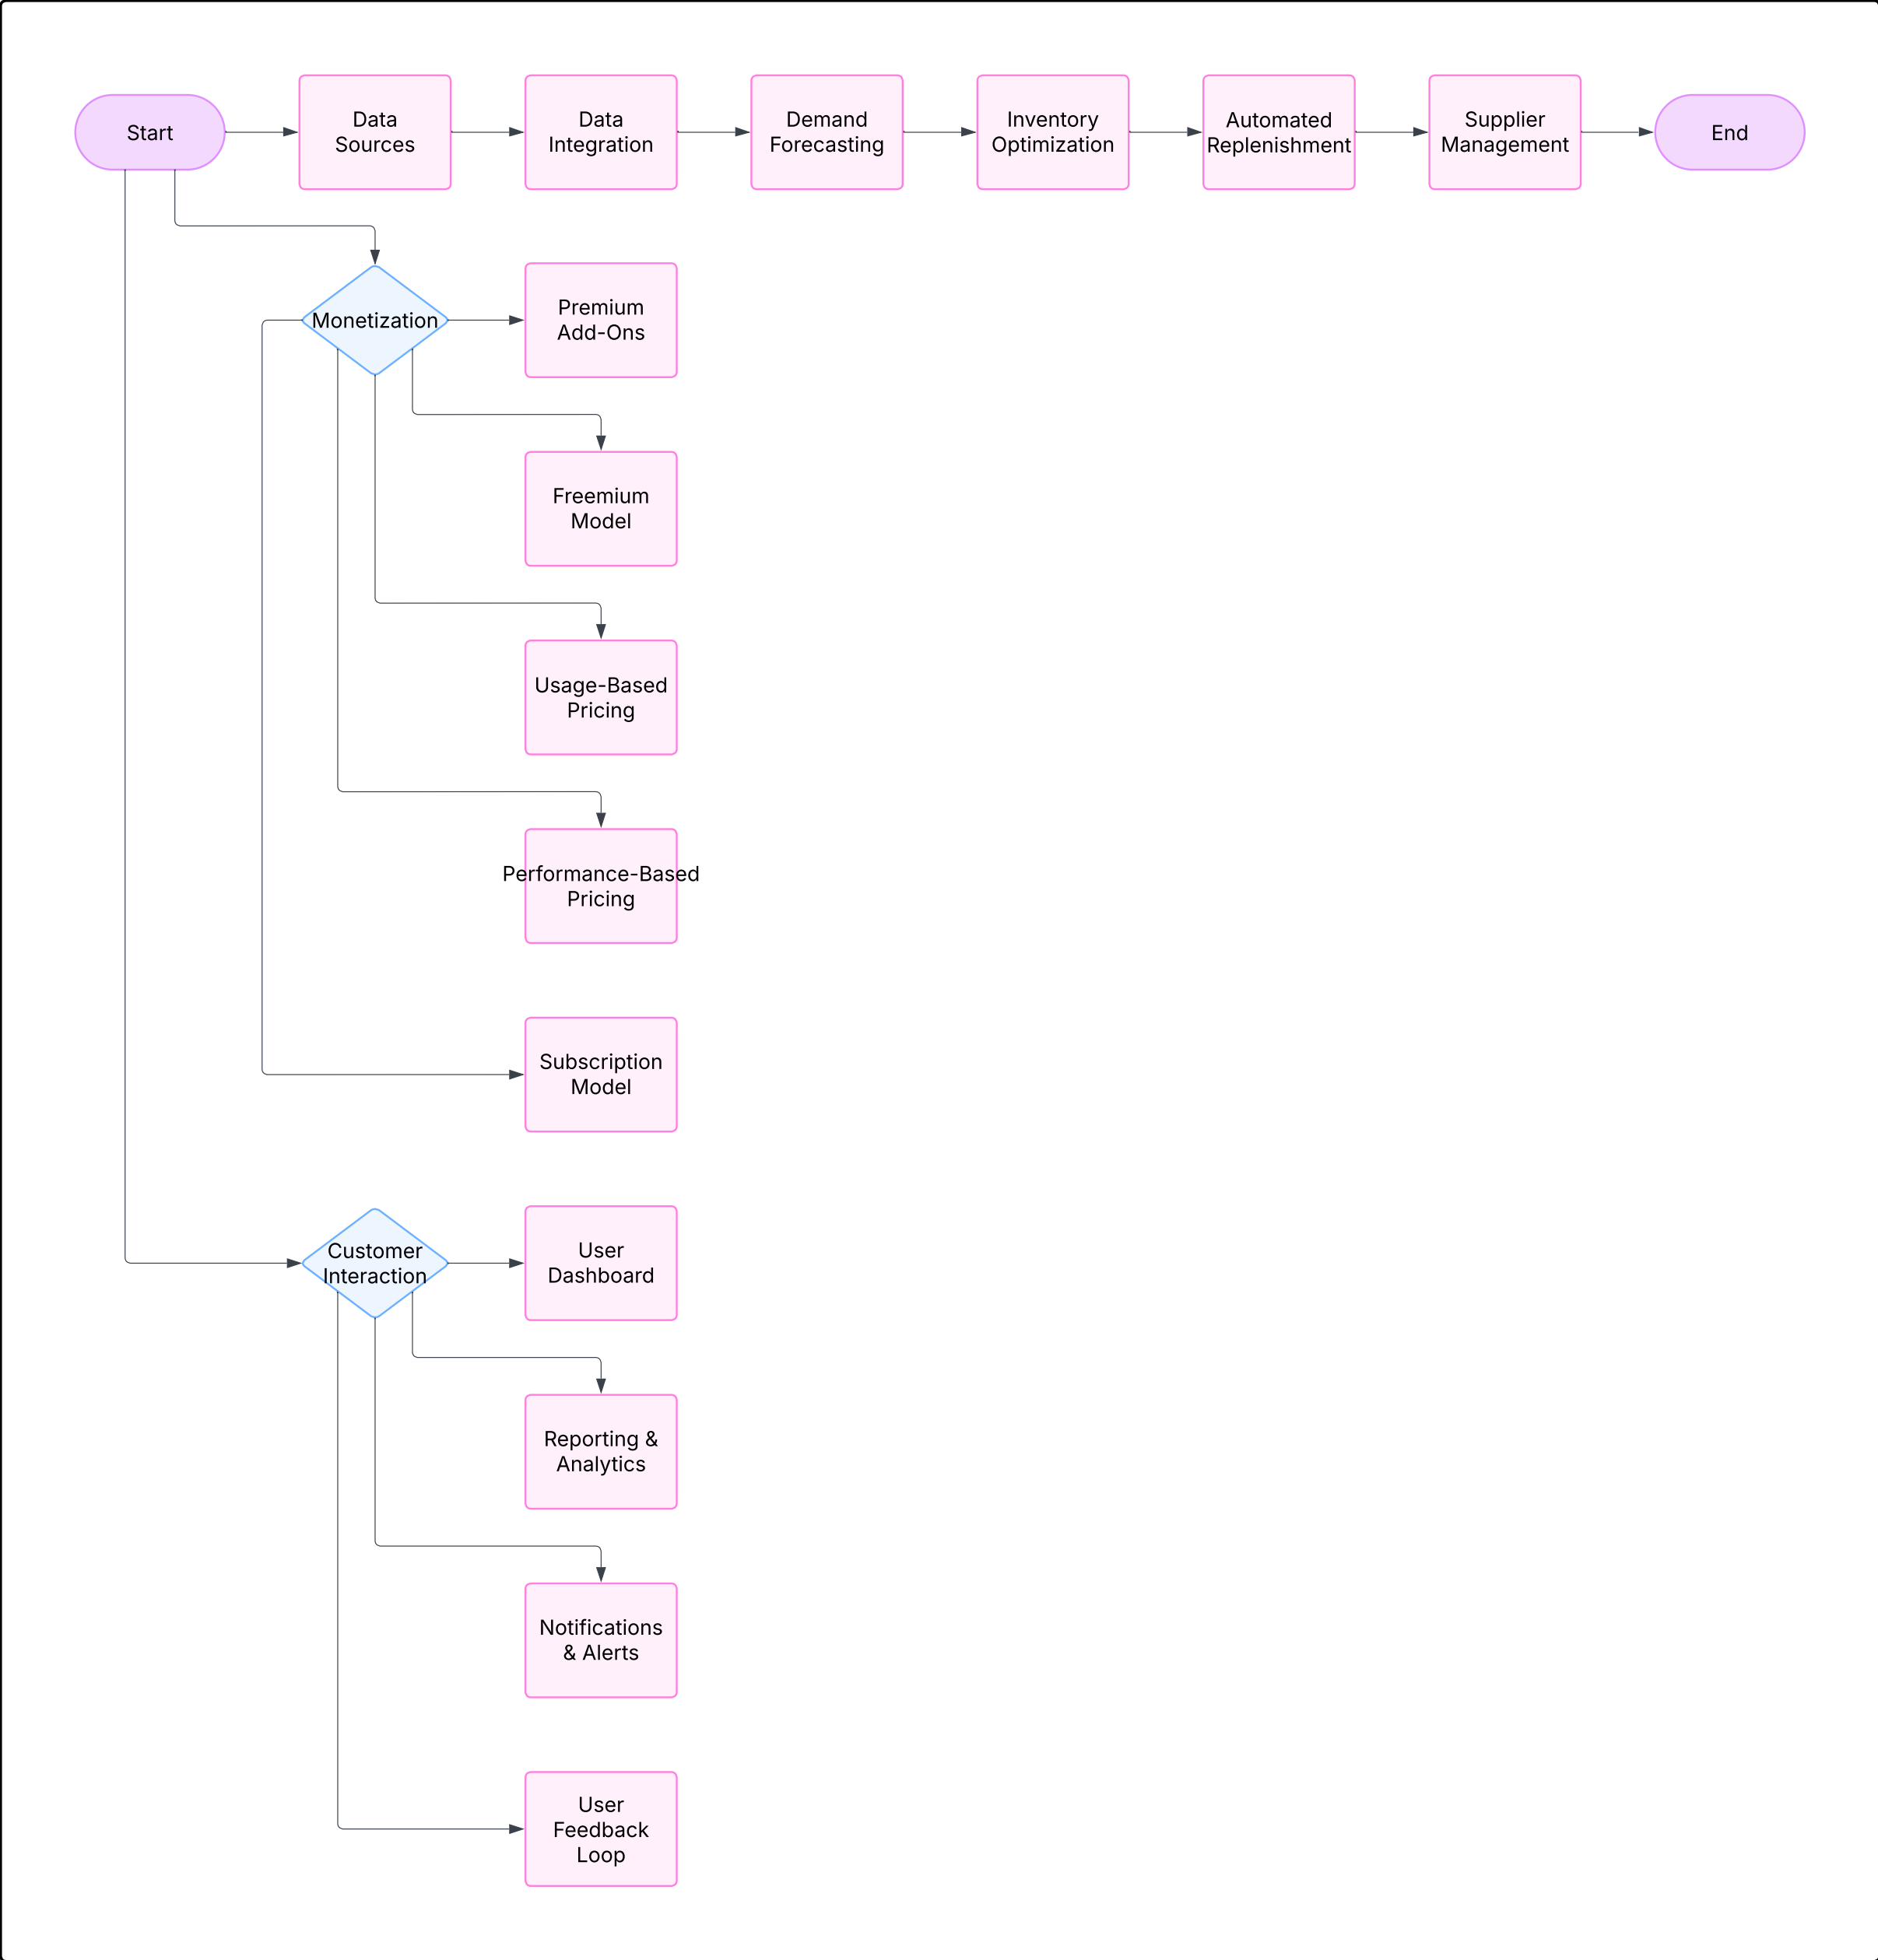 Start
Data
Sources
Data
Integration
Demand
Forecasting
Inventory
Optimization
Automated
Replenishment
Supplier
Management
End
Monetization
Premium
Add-Ons
Freemium
Model
Usage-Based
Pricing
Performance-Based
Pricing
Subscription
Model
Customer
Interaction
User
Dashboard
Reporting &
Analytics
Notifications
& Alerts
User
Feedback
Loop